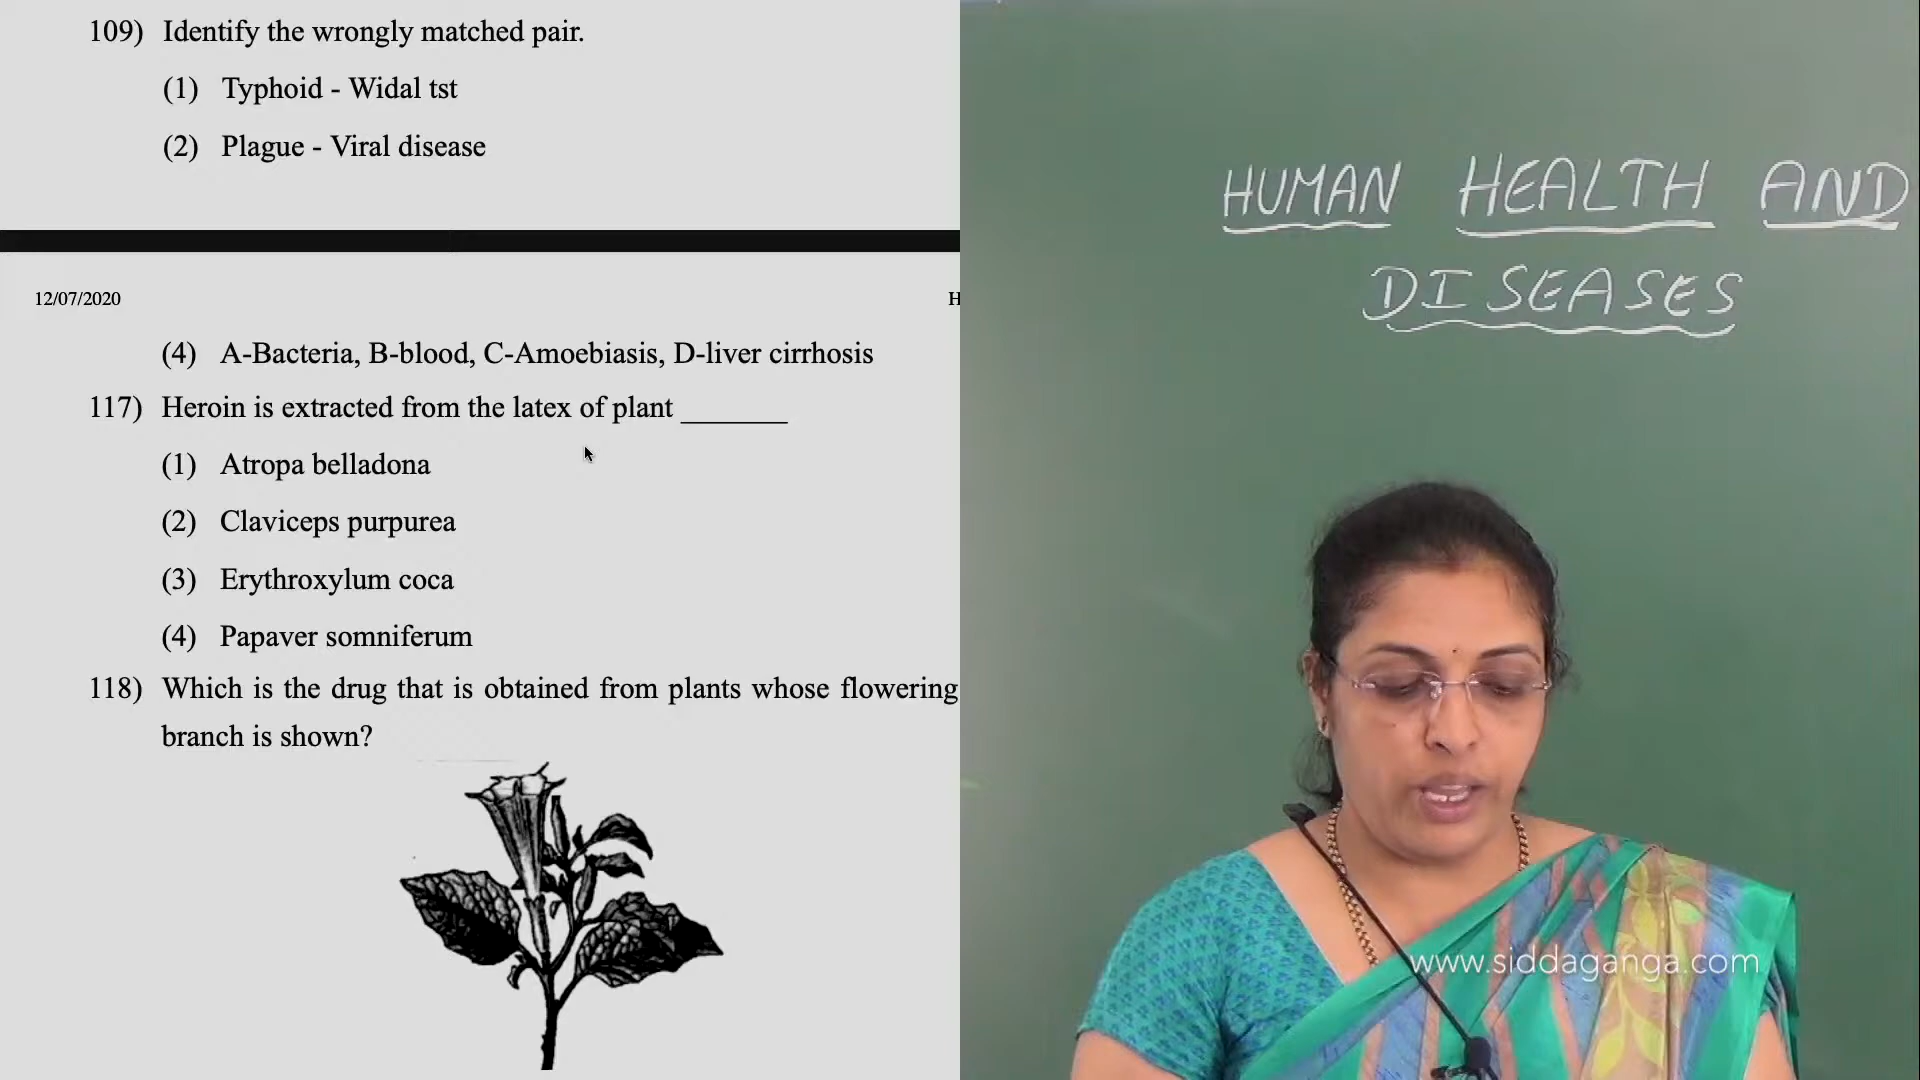 109) Identify the wrongly matched pair.
(1) Typhoid - Widal tst
(2) Plague - Viral disease
12/07/2020
H
(4) A-Bacteria, B-blood, C-Amoebiasis, D-liver cirrhosis
117) Heroin is extracted from the latex of plant _______
(1) Atropa belladona
(2) Claviceps purpurea
(3) Erythroxylum coca
(4) Papaver somniferum
118) Which is the drug that is obtained from plants whose flowering
branch is shown?
HUMAN HEALTH AND
DISEASES
www.siddaganga.com